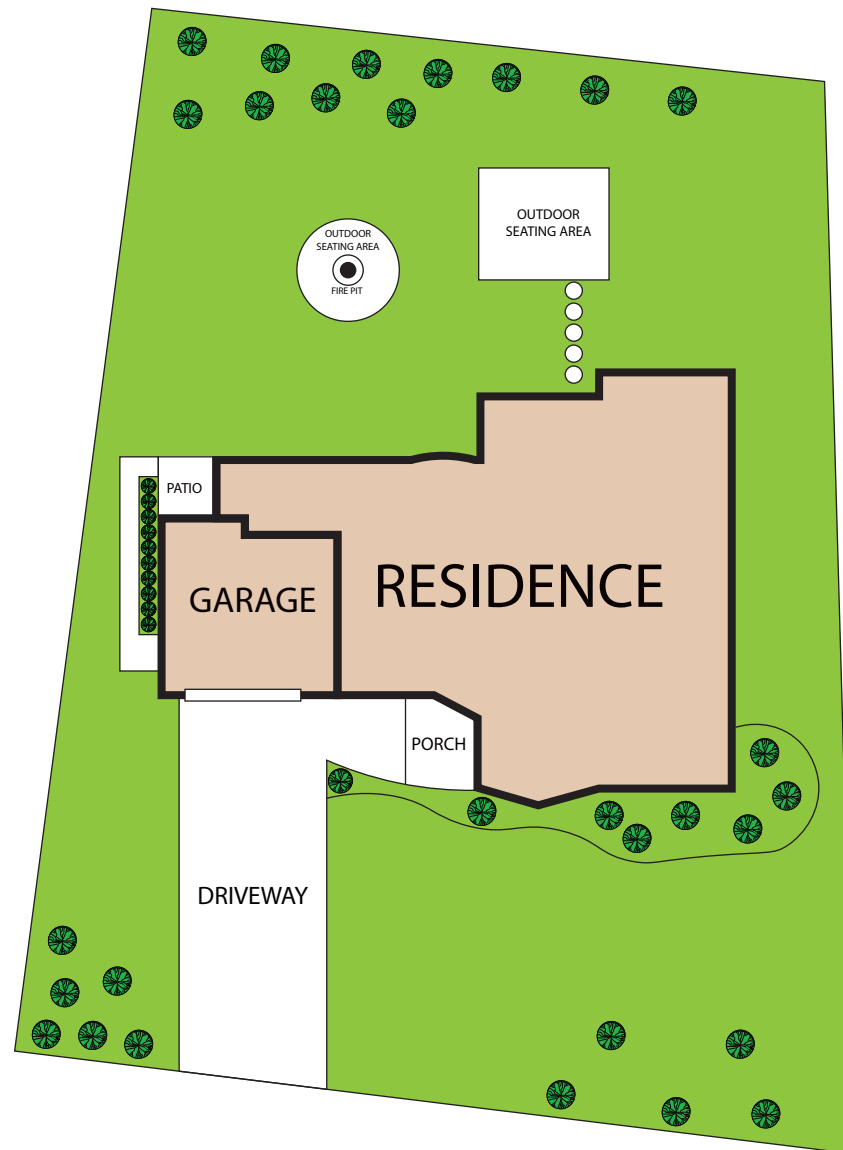 OUTDOOR
SEATING AREA
OUTDOOR
SEATING AREA
FIRE PIT
PATIO
GARAGE
RESIDENCE
PORCH
DRIVEWAY